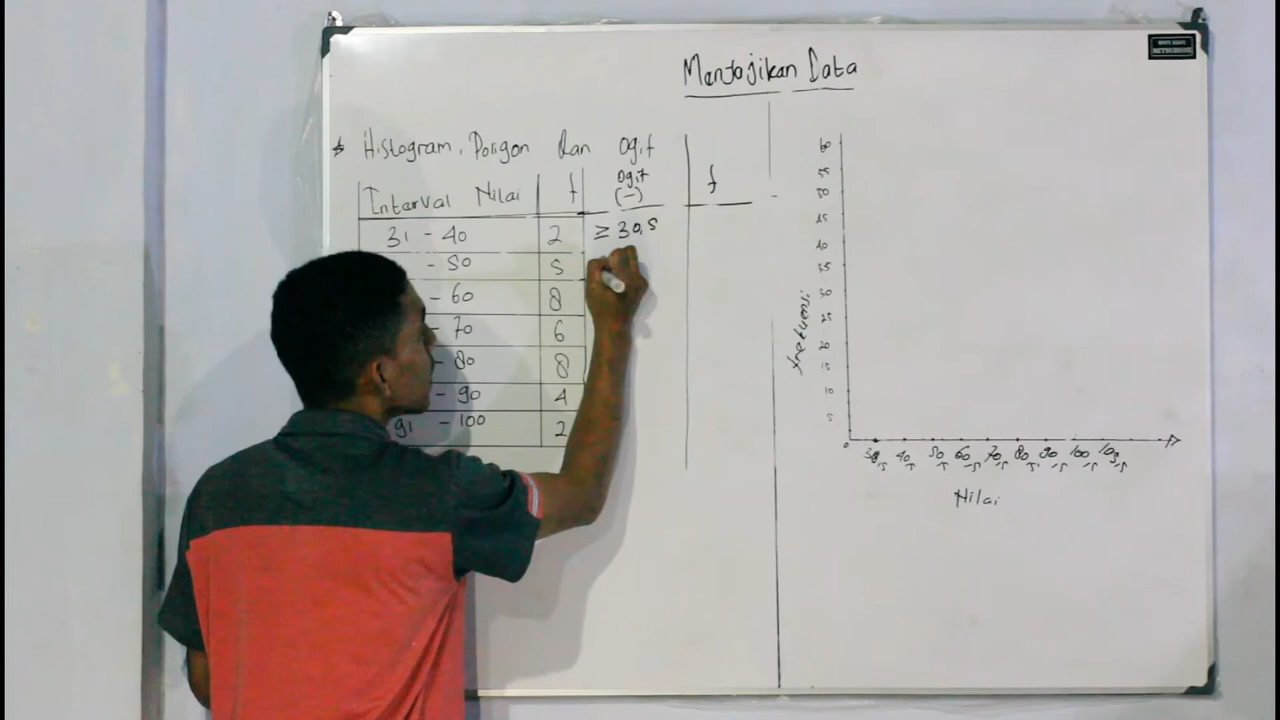 Menyajikan Data
Histogram, Poligon dan Ogif
Interval Nilai f Ogif (-) f
31 - 40 2 ≥ 30,5
- 50 5
- 60 8
- 70 6
- 80 8
- 90 4
91 - 100 2
60
55
50
45
40
35
30
25
20
15
10
5
0
Frekuensi
30,5 40,5 50,5 60,5 70,5 80,5 90,5 100,5
Nilai
WHITE BOARD
MITSUBISHI